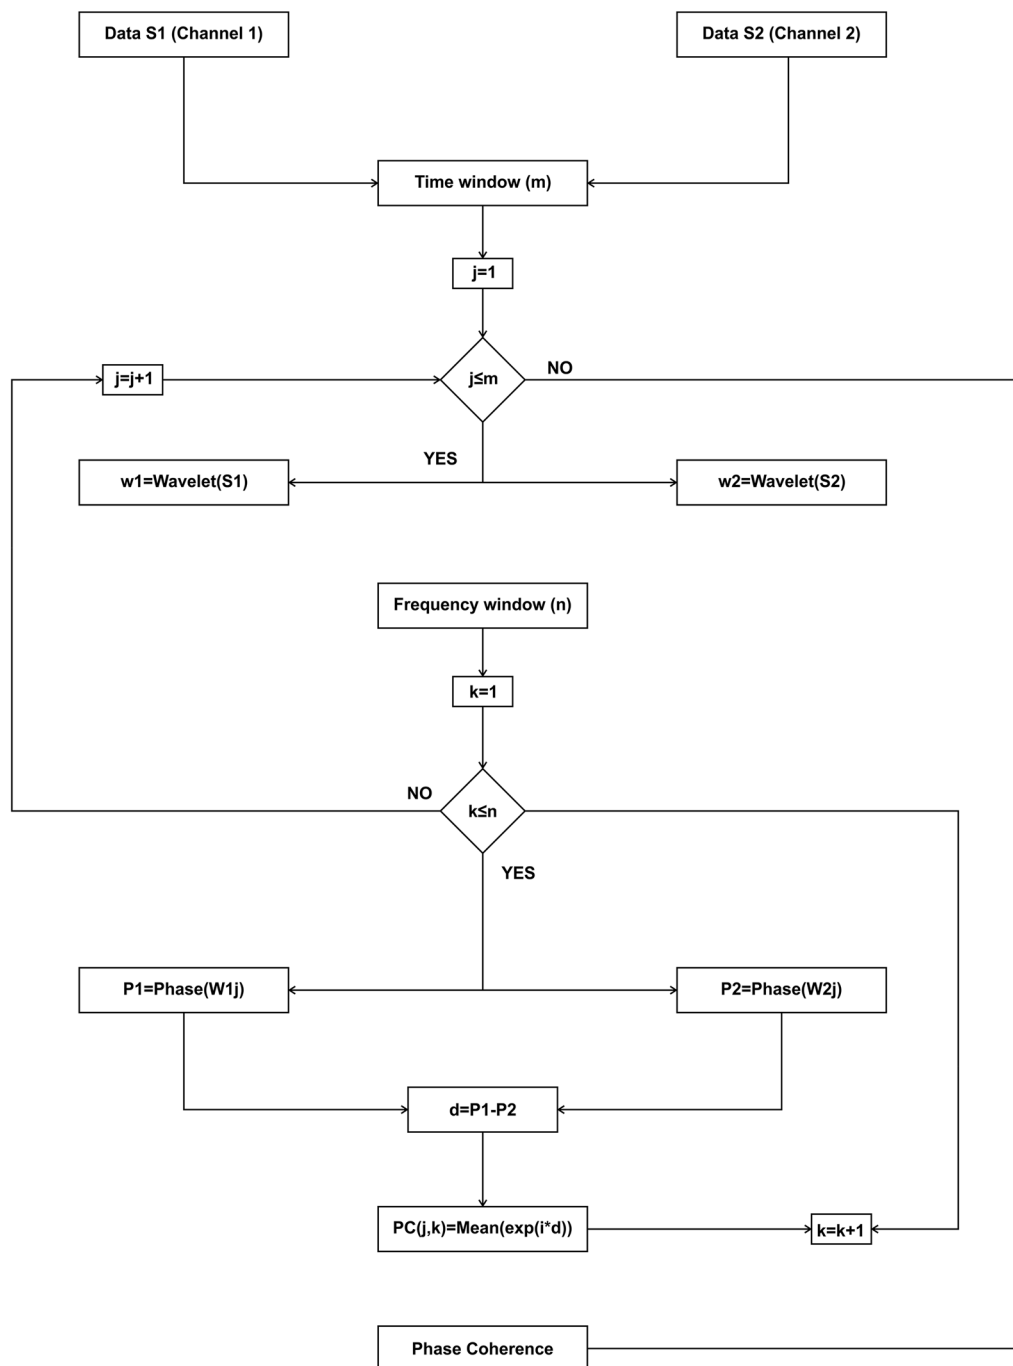 Data S1 (Channel 1)
Data S2 (Channel 2)
Time window (m)
j=1
j=j+1
j≤m
NO
YES
w1=Wavelet(S1)
w2=Wavelet(S2)
Frequency window (n)
k=1
NO
k≤n
YES
P1=Phase(W1j)
P2=Phase(W2j)
d=P1-P2
PC(j,k)=Mean(exp(i*d))
k=k+1
Phase Coherence